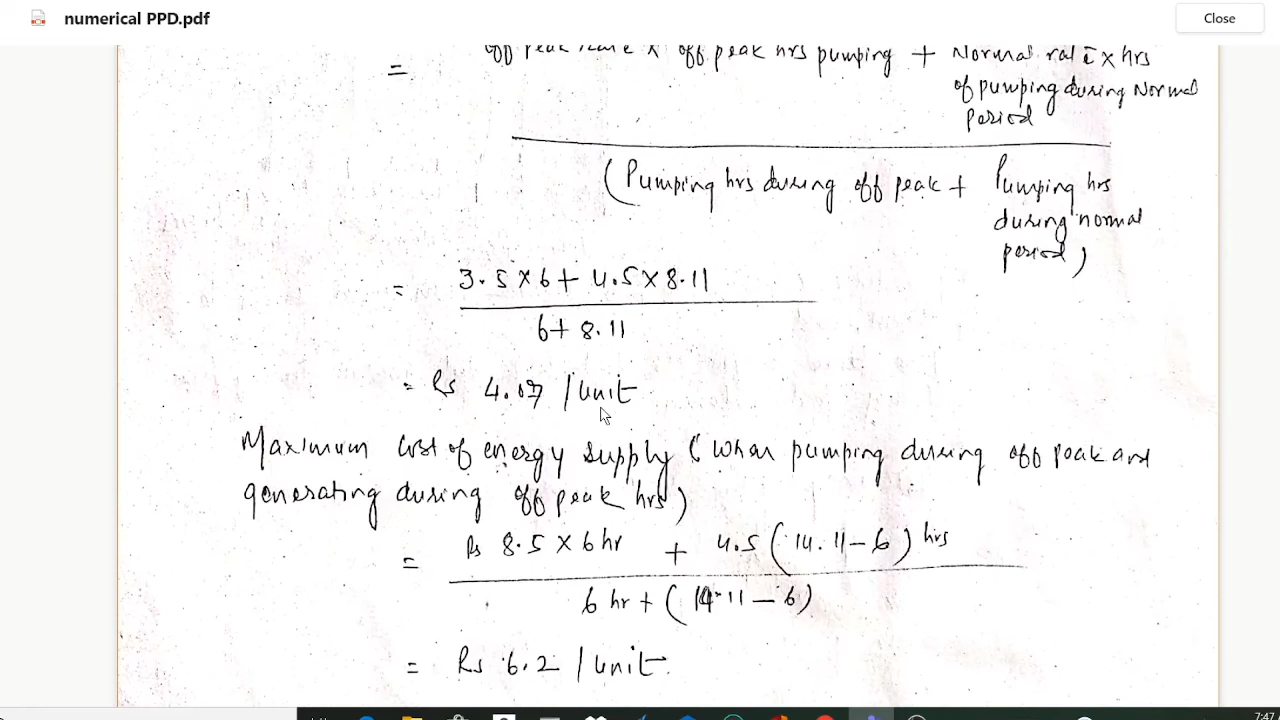 numerical PPD.pdf
Close
off peak rate × off peak hrs pumping + Normal rate × hrs
=
of pumping during Normal
period
(Pumping hrs during off peak + Pumping hrs
during normal
period)
= 3.5 × 6 + 4.5 × 8.11
6 + 8.11
= Rs 4.07 /unit
Maximum cost of energy supply (when pumping during off peak and
generating during off peak hrs)
= Rs 8.5 × 6 hr + 4.5 (14.11 - 6) hrs
6 hr + (14.11 - 6)
= Rs 6.2 /unit
7:47